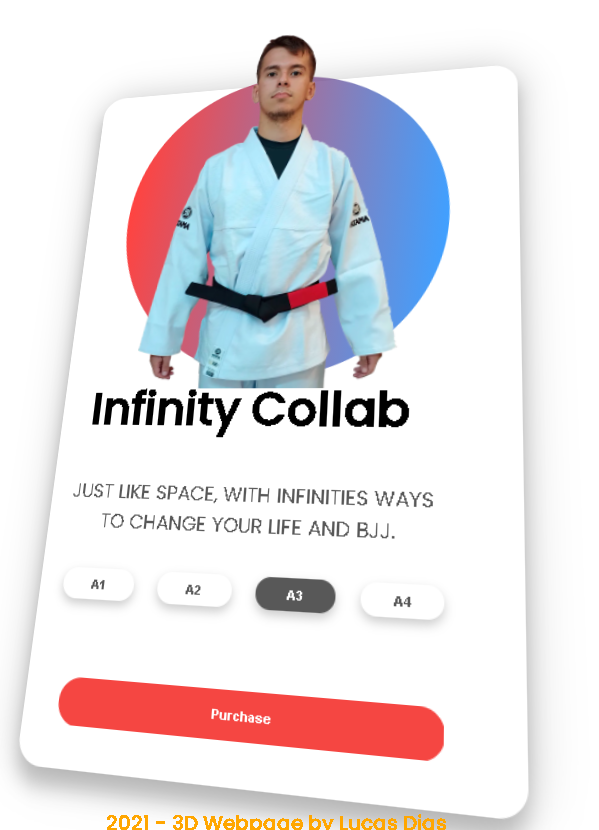 Infinity Collab
JUST LIKE SPACE, WITH INFINITIES WAYS
TO CHANGE YOUR LIFE AND BJJ.
A1 A2 A3 A4
Purchase
2021 - 3D Webpage by Lucas Dias